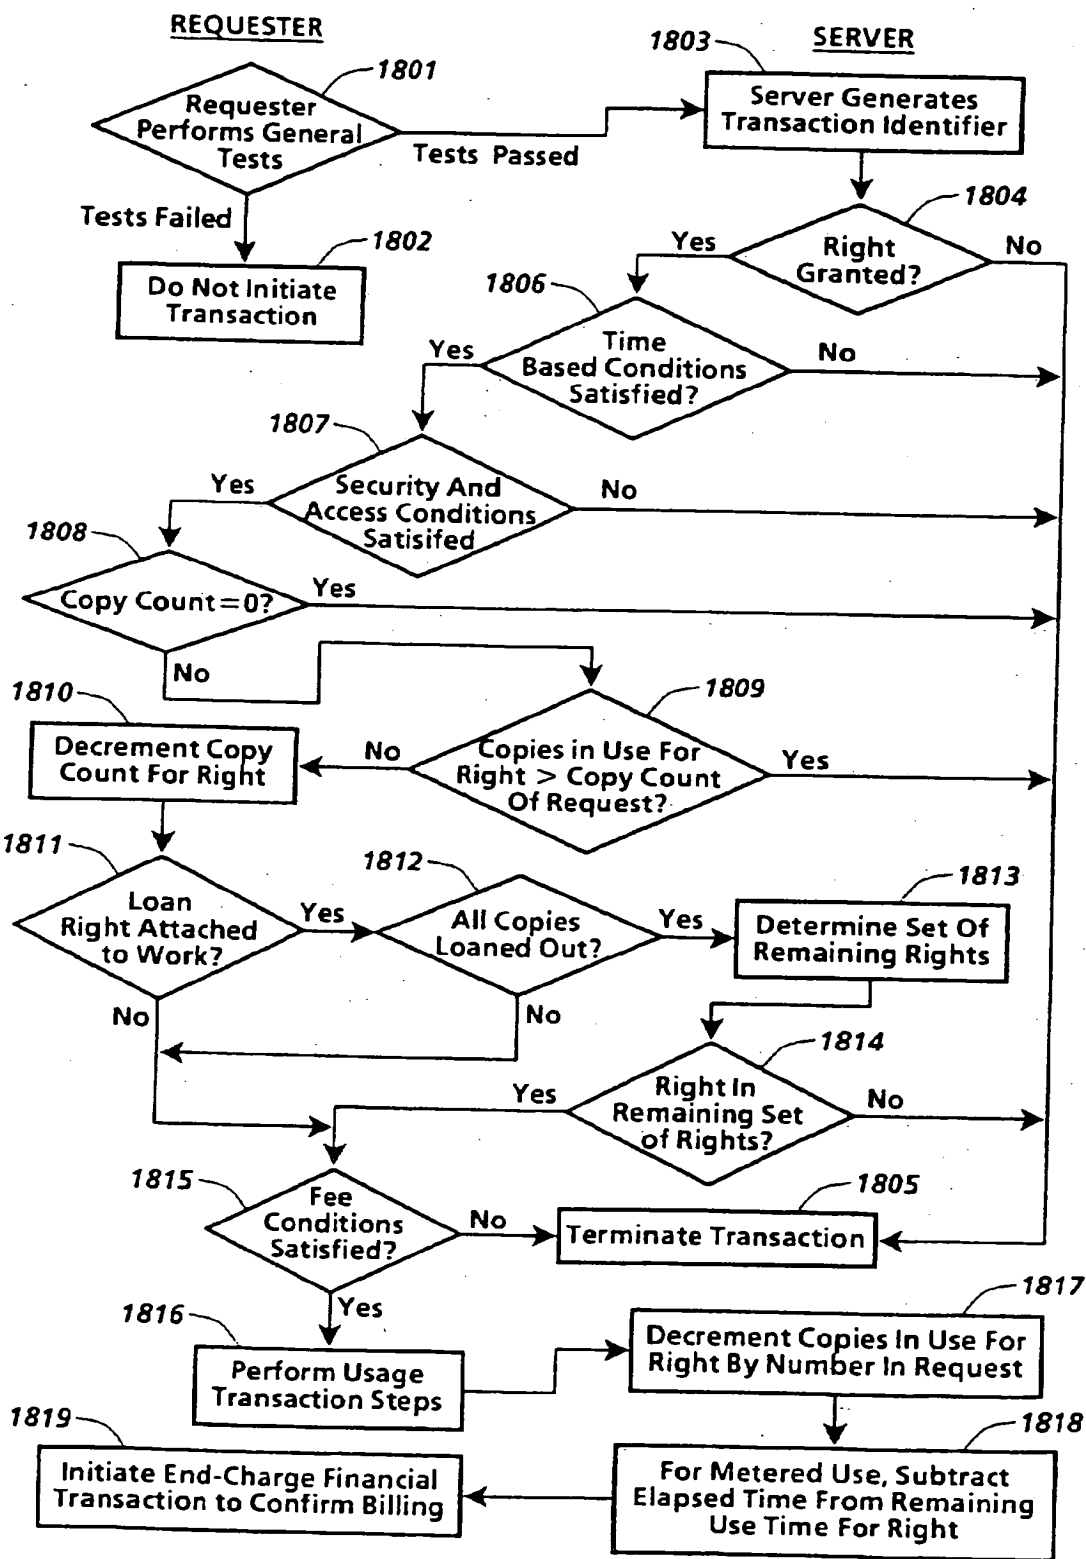 REQUESTER
SERVER
1801
Requester
Performs General
Tests
Tests Passed
Tests Failed
1802
Do Not Initiate
Transaction
1803
Server Generates
Transaction Identifier
1804
Right
Granted?
Yes
No
1806
Time
Based Conditions
Satisfied?
Yes
No
1807
Security And
Access Conditions
Satisifed
Yes
No
1808
Copy Count=0?
Yes
No
1809
Copies in Use For
Right > Copy Count
Of Request?
No
Yes
1810
Decrement Copy
Count For Right
1811
Loan
Right Attached
to Work?
Yes
No
1812
All Copies
Loaned Out?
Yes
No
1813
Determine Set Of
Remaining Rights
1814
Right In
Remaining Set
of Rights?
Yes
No
1815
Fee
Conditions
Satisfied?
No
Yes
1805
Terminate Transaction
1816
Perform Usage
Transaction Steps
1817
Decrement Copies In Use For
Right By Number In Request
1818
For Metered Use, Subtract
Elapsed Time From Remaining
Use Time For Right
1819
Initiate End-Charge Financial
Transaction to Confirm Billing